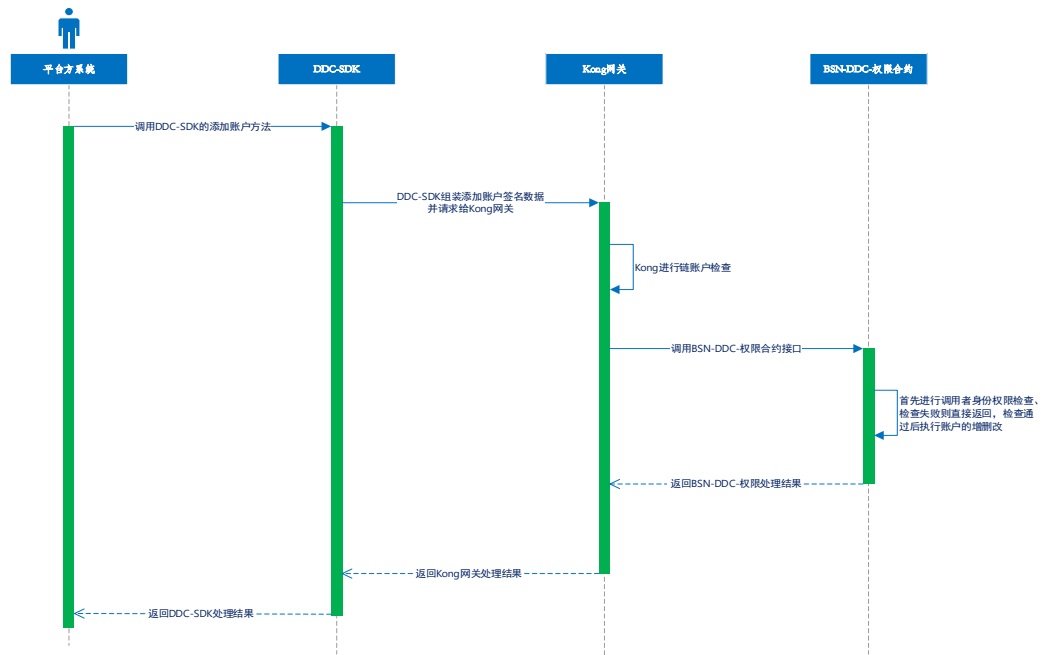 平台方系统
DDC-SDK
Kong网关
BSN-DDC-权限合约
调用DDC-SDK的添加账户方法
DDC-SDK组装添加账户签名数据
并请求给Kong网关
Kong进行链账户检查
调用BSN-DDC-权限合约接口
首先进行调用者身份权限检查、
检查失败则直接返回，检查通
过后执行账户的增删改
返回BSN-DDC-权限处理结果
返回Kong网关处理结果
返回DDC-SDK处理结果